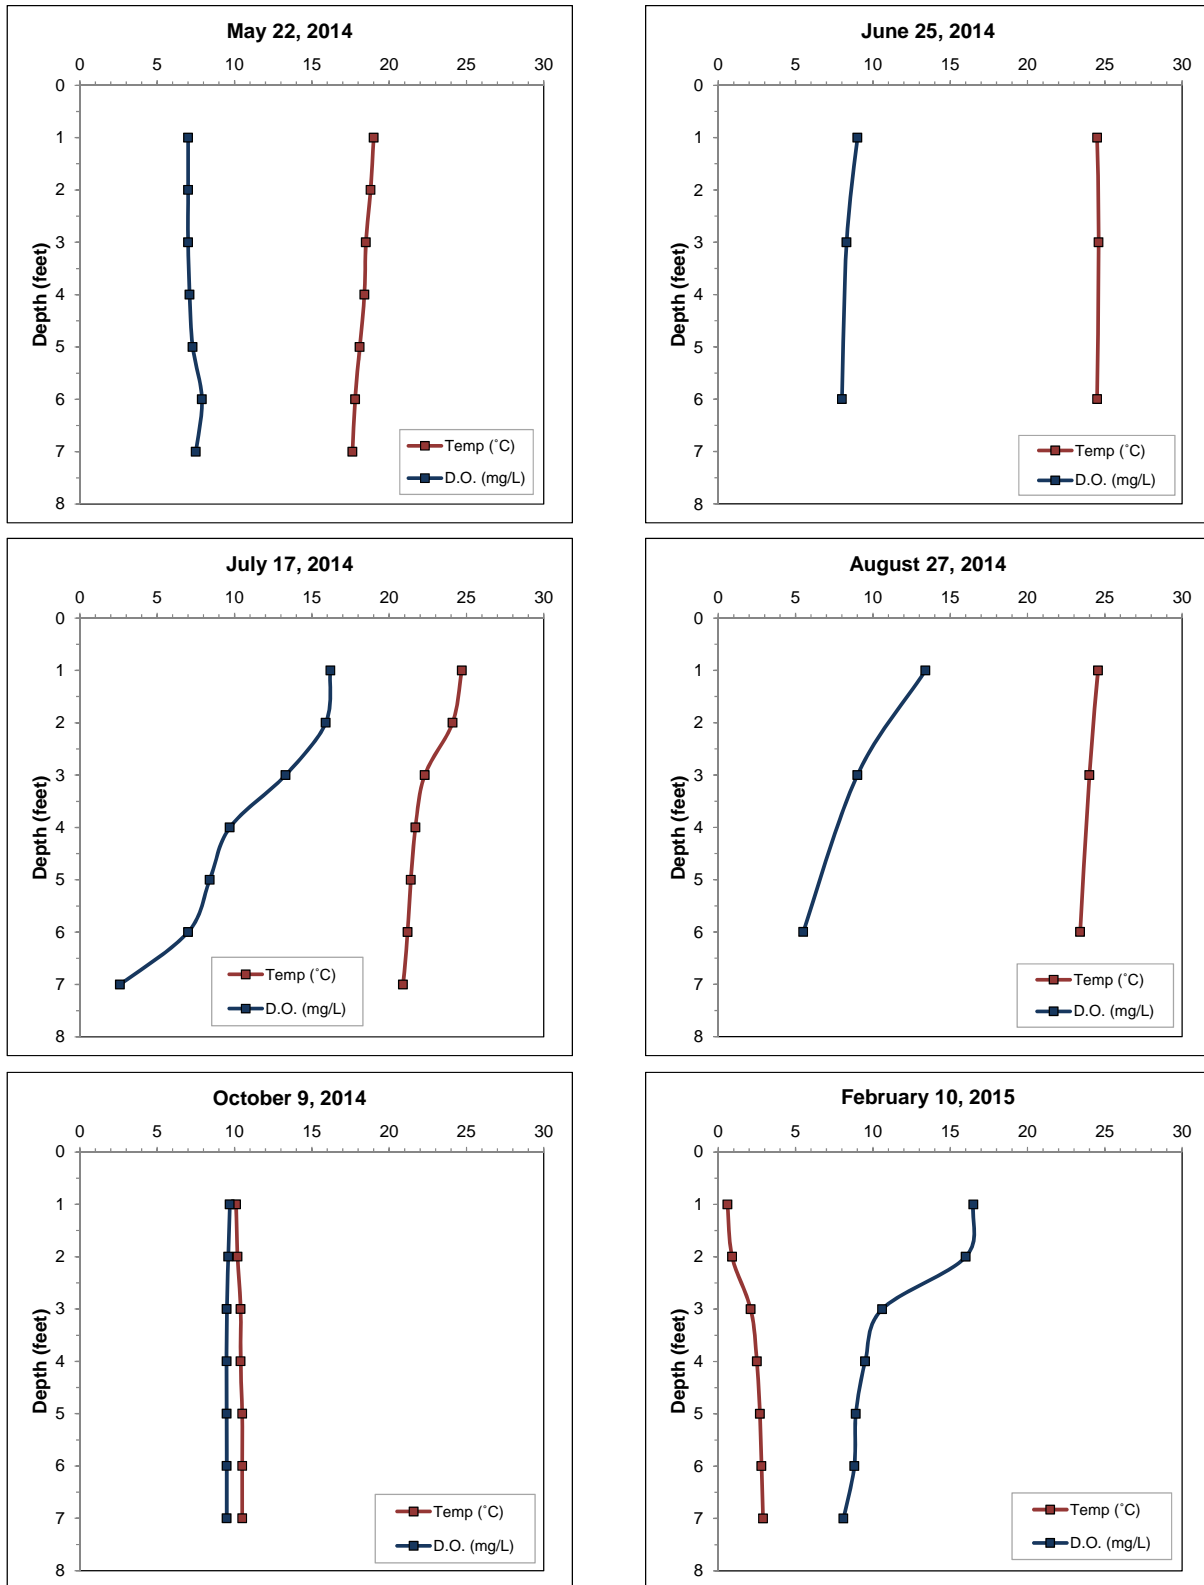 May 22, 2014
0 5 10 15 20 25 30
0
1
2
3
4
5
6
7
8
Depth (feet)
Temp (˚C)
D.O. (mg/L)
June 25, 2014
0 5 10 15 20 25 30
0
1
2
3
4
5
6
7
8
Depth (feet)
Temp (˚C)
D.O. (mg/L)
July 17, 2014
0 5 10 15 20 25 30
0
1
2
3
4
5
6
7
8
Depth (feet)
Temp (˚C)
D.O. (mg/L)
August 27, 2014
0 5 10 15 20 25 30
0
1
2
3
4
5
6
7
8
Depth (feet)
Temp (˚C)
D.O. (mg/L)
October 9, 2014
0 5 10 15 20 25 30
0
1
2
3
4
5
6
7
8
Depth (feet)
Temp (˚C)
D.O. (mg/L)
February 10, 2015
0 5 10 15 20 25 30
0
1
2
3
4
5
6
7
8
Depth (feet)
Temp (˚C)
D.O. (mg/L)